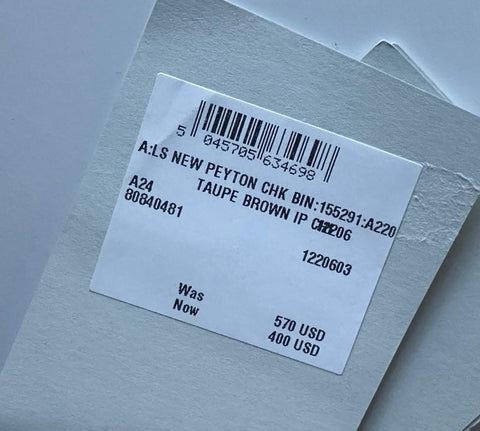 5 045705 634698
A:LS NEW PEYTON CHK BIN:155291:A220
A24 TAUPE BROWN IP
80840481
1220603
Was 570 USD
Now 400 USD